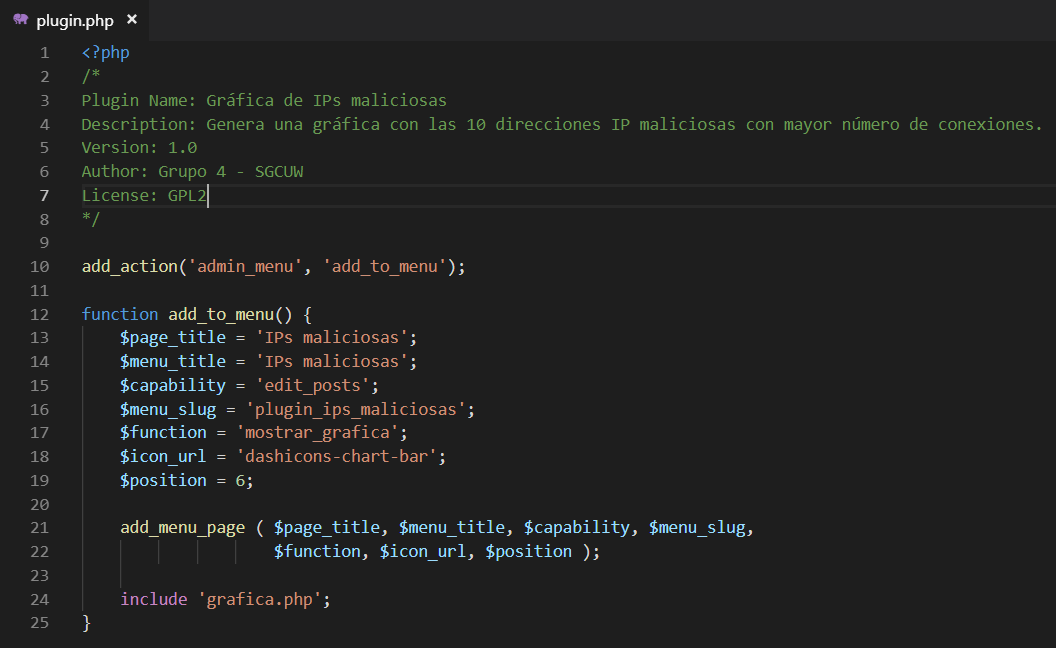 plugin.php ×
1 <?php
2 /*
3 Plugin Name: Gráfica de IPs maliciosas
4 Description: Genera una gráfica con las 10 direcciones IP maliciosas con mayor número de conexiones.
5 Version: 1.0
6 Author: Grupo 4 - SGCUW
7 License: GPL2
8 */
9
10 add_action('admin_menu', 'add_to_menu');
11
12 function add_to_menu() {
13     $page_title = 'IPs maliciosas';
14     $menu_title = 'IPs maliciosas';
15     $capability = 'edit_posts';
16     $menu_slug = 'plugin_ips_maliciosas';
17     $function = 'mostrar_grafica';
18     $icon_url = 'dashicons-chart-bar';
19     $position = 6;
20
21     add_menu_page ( $page_title, $menu_title, $capability, $menu_slug,
22                     $function, $icon_url, $position );
23
24     include 'grafica.php';
25 }